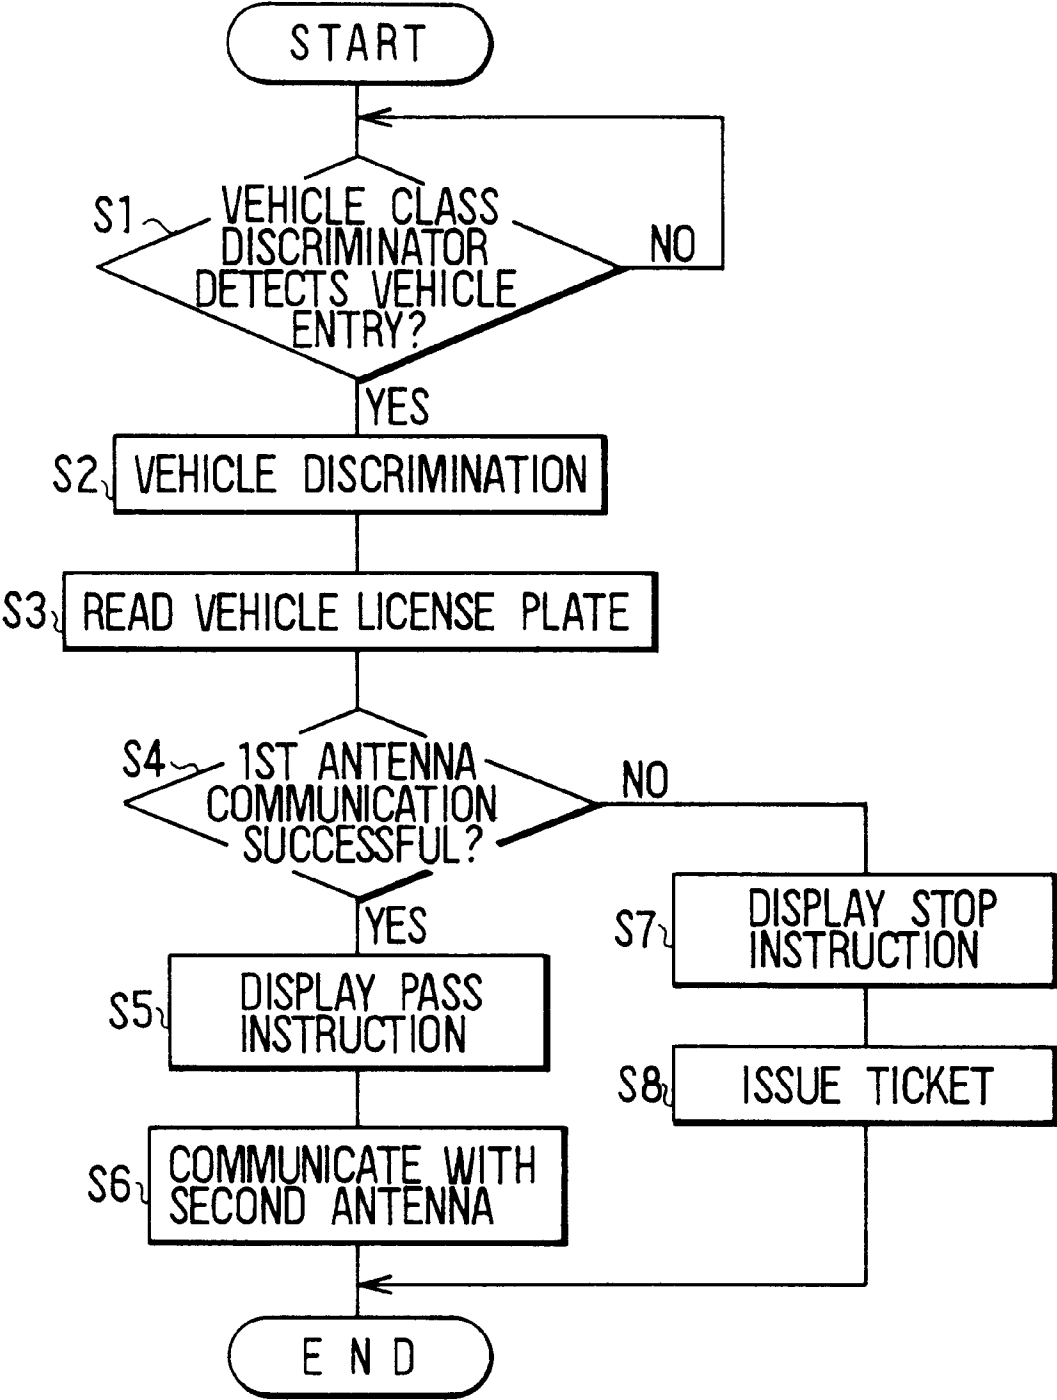 START
S1
VEHICLE CLASS
DISCRIMINATOR
DETECTS VEHICLE
ENTRY?
NO
YES
S2
VEHICLE DISCRIMINATION
S3
READ VEHICLE LICENSE PLATE
S4
1ST ANTENNA
COMMUNICATION
SUCCESSFUL?
NO
YES
S5
DISPLAY PASS
INSTRUCTION
S6
COMMUNICATE WITH
SECOND ANTENNA
S7
DISPLAY STOP
INSTRUCTION
S8
ISSUE TICKET
END